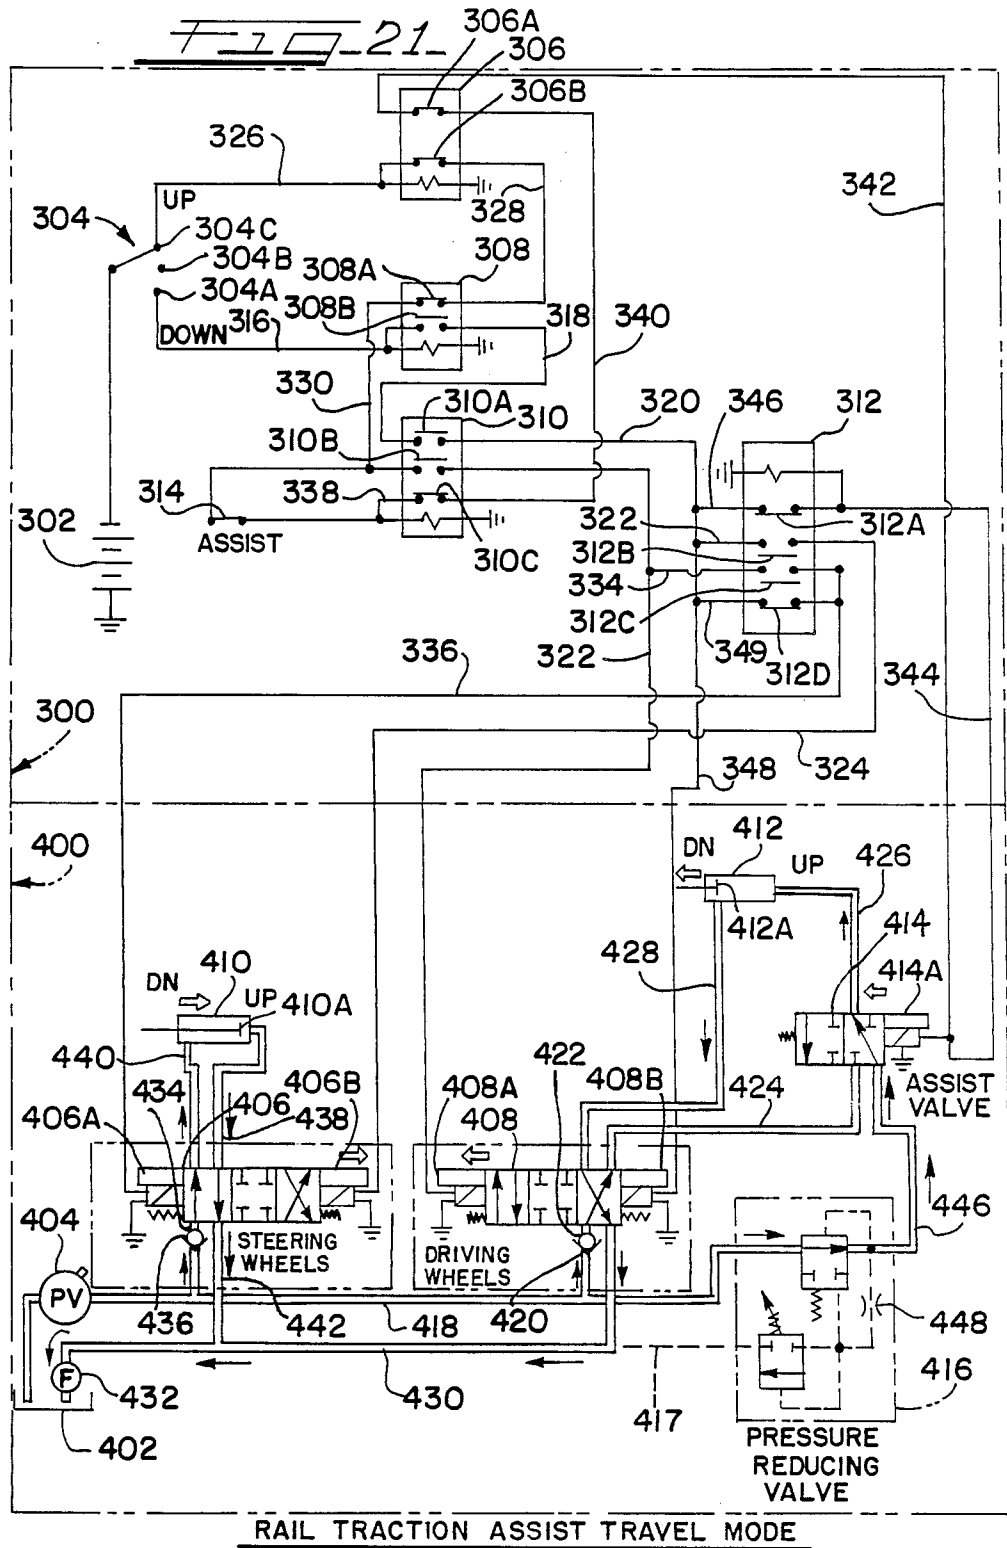 Fig. 21.
306A
306
306B
326
UP
328
342
304
304C
304B
304A
308A
308
308B
DOWN
316
318
340
330
310A
310
320
346
312
310B
314
338
302
ASSIST
310C
322
312A
312B
334
312C
349
312D
336
322
344
300
324
348
400
DN
412
UP
426
412A
414
428
414A
410
DN
UP
410A
440
422
434
406
406B
408A
408
408B
424
ASSIST
VALVE
406A
438
446
404
STEERING
WHEELS
DRIVING
WHEELS
PV
436
442
418
420
448
F
432
430
417
416
402
PRESSURE
REDUCING
VALVE
RAIL TRACTION ASSIST TRAVEL MODE